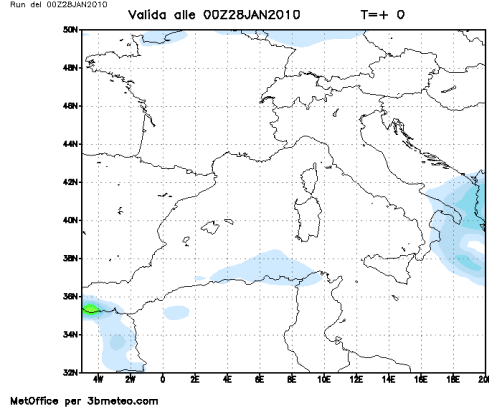 Run del 00Z28JAN2010
Valida alle 00Z28JAN2010 T=+ 0
50N
48N
46N
44N
42N
40N
38N
36N
34N
32N
4W 2W 0 2E 4E 6E 8E 10E 12E 14E 16E 18E 20
MetOffice per 3bmeteo.com